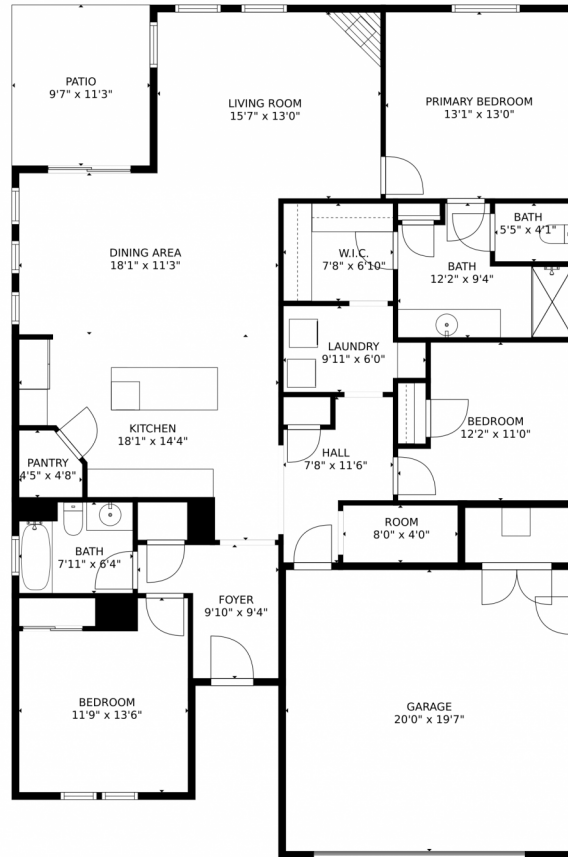 PATIO
9'7" x 11'3"
LIVING ROOM
15'7" x 13'0"
PRIMARY BEDROOM
13'1" x 13'0"
DINING AREA
18'1" x 11'3"
W.I.C.
7'8" x 6'10"
BATH
5'5" x 4'1"
BATH
12'2" x 9'4"
LAUNDRY
9'11" x 6'0"
KITCHEN
18'1" x 14'4"
PANTRY
4'5" x 4'8"
HALL
7'8" x 11'6"
BEDROOM
12'2" x 11'0"
ROOM
8'0" x 4'0"
BATH
7'11" x 6'4"
FOYER
9'10" x 9'4"
BEDROOM
11'9" x 13'6"
GARAGE
20'0" x 19'7"